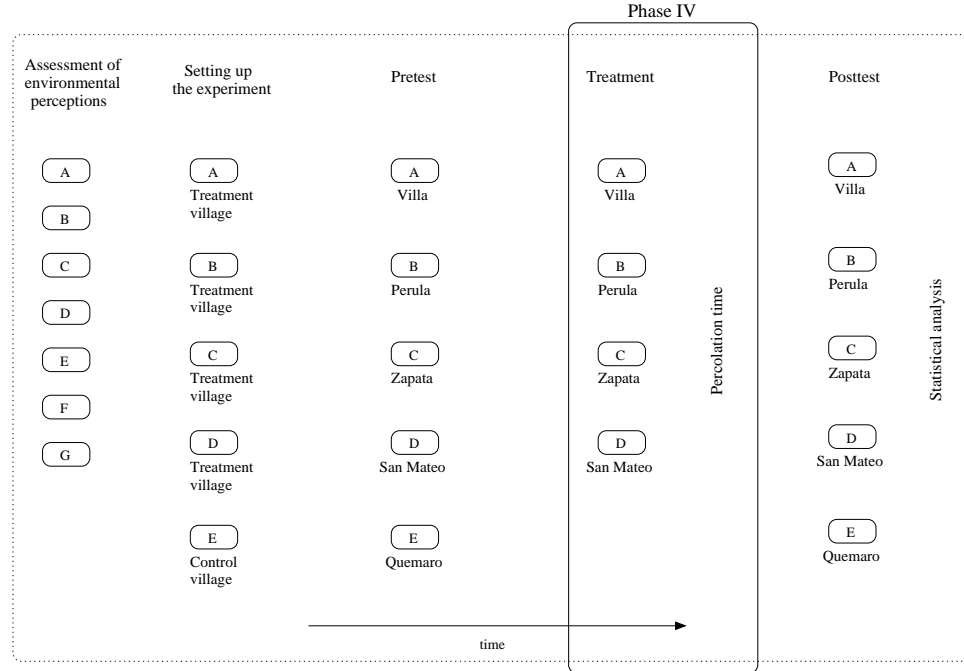 Phase IV
Assessment of
environmental
perceptions
A
B
C
D
E
F
G
Setting up
the experiment
A
Treatment
village
B
Treatment
village
C
Treatment
village
D
Treatment
village
E
Control
village
Pretest
A
Villa
B
Perula
C
Zapata
D
San Mateo
E
Quemaro
Treatment
A
Villa
B
Perula
C
Zapata
D
San Mateo
Percolation time
Posttest
A
Villa
B
Perula
C
Zapata
D
San Mateo
E
Quemaro
Statistical analysis
time